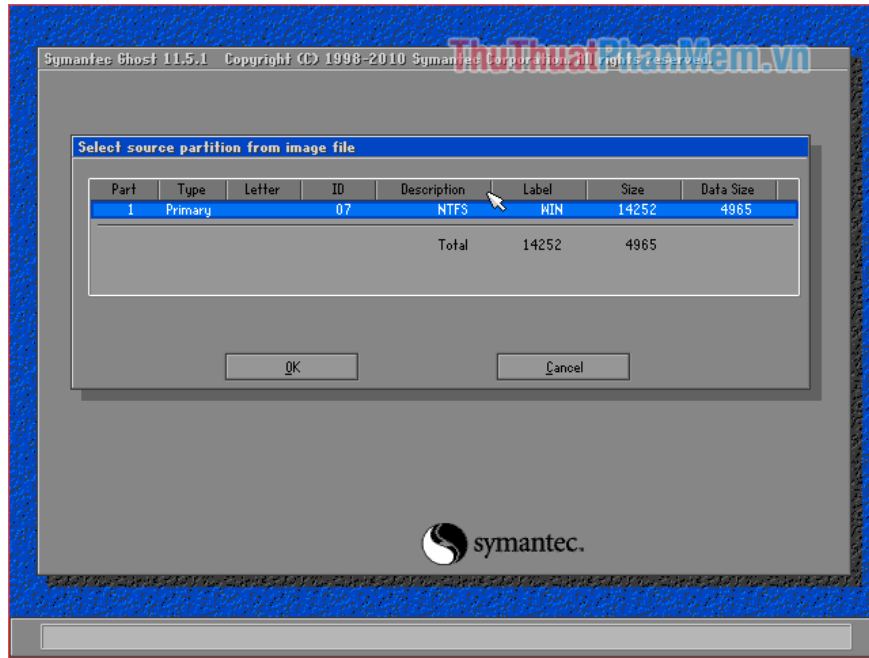 ThuThuatPhanMem.vn
Symantec Ghost 11.5.1 Copyright (C) 1998-2010 Symantec Corporation. All rights reserved.
Select source partition from image file
Part Type Letter ID Description Label Size Data Size
1 Primary 07 NTFS WIN 14252 4965
Total 14252 4965
OK Cancel
symantec.